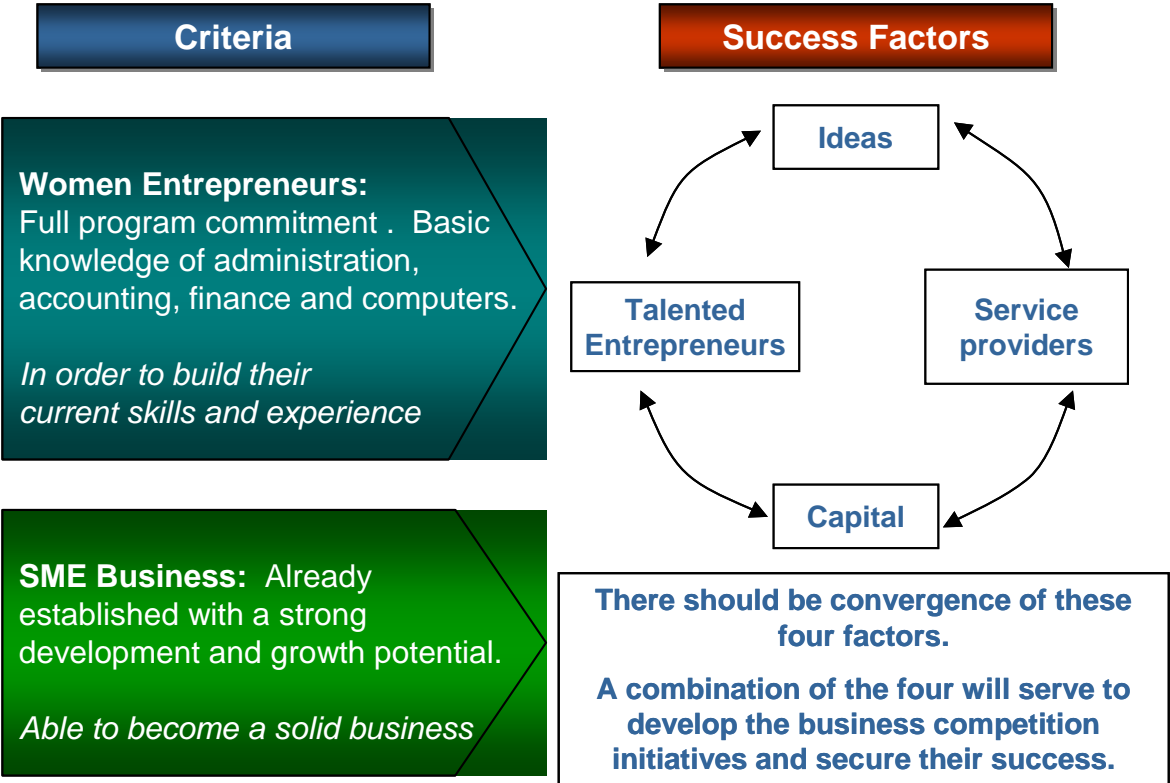 Criteria
Women Entrepreneurs:
Full program commitment . Basic
knowledge of administration,
accounting, finance and computers.
In order to build their
current skills and experience
SME Business: Already
established with a strong
development and growth potential.
Able to become a solid business
Success Factors
Ideas
Talented
Entrepreneurs
Service
providers
Capital
There should be convergence of these
four factors.
A combination of the four will serve to
develop the business competition
initiatives and secure their success.